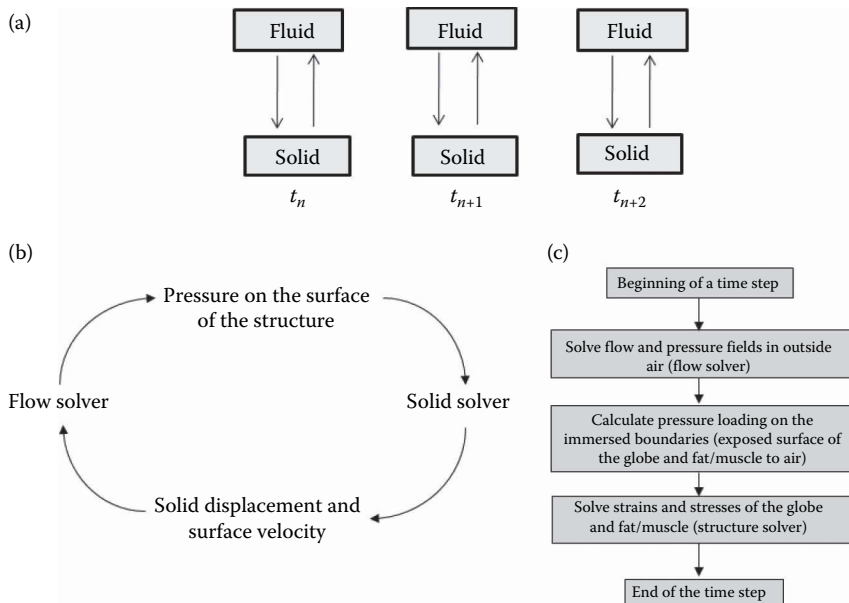 (a)
Fluid
Fluid
Fluid
Solid
Solid
Solid
tn
tn+1
tn+2
(b)
Pressure on the surface
of the structure
Flow solver
Solid solver
Solid displacement and
surface velocity
(c)
Beginning of a time step
Solve flow and pressure fields in outside
air (flow solver)
Calculate pressure loading on the
immersed boundaries (exposed surface of
the globe and fat/muscle to air)
Solve strains and stresses of the globe
and fat/muscle (structure solver)
End of the time step